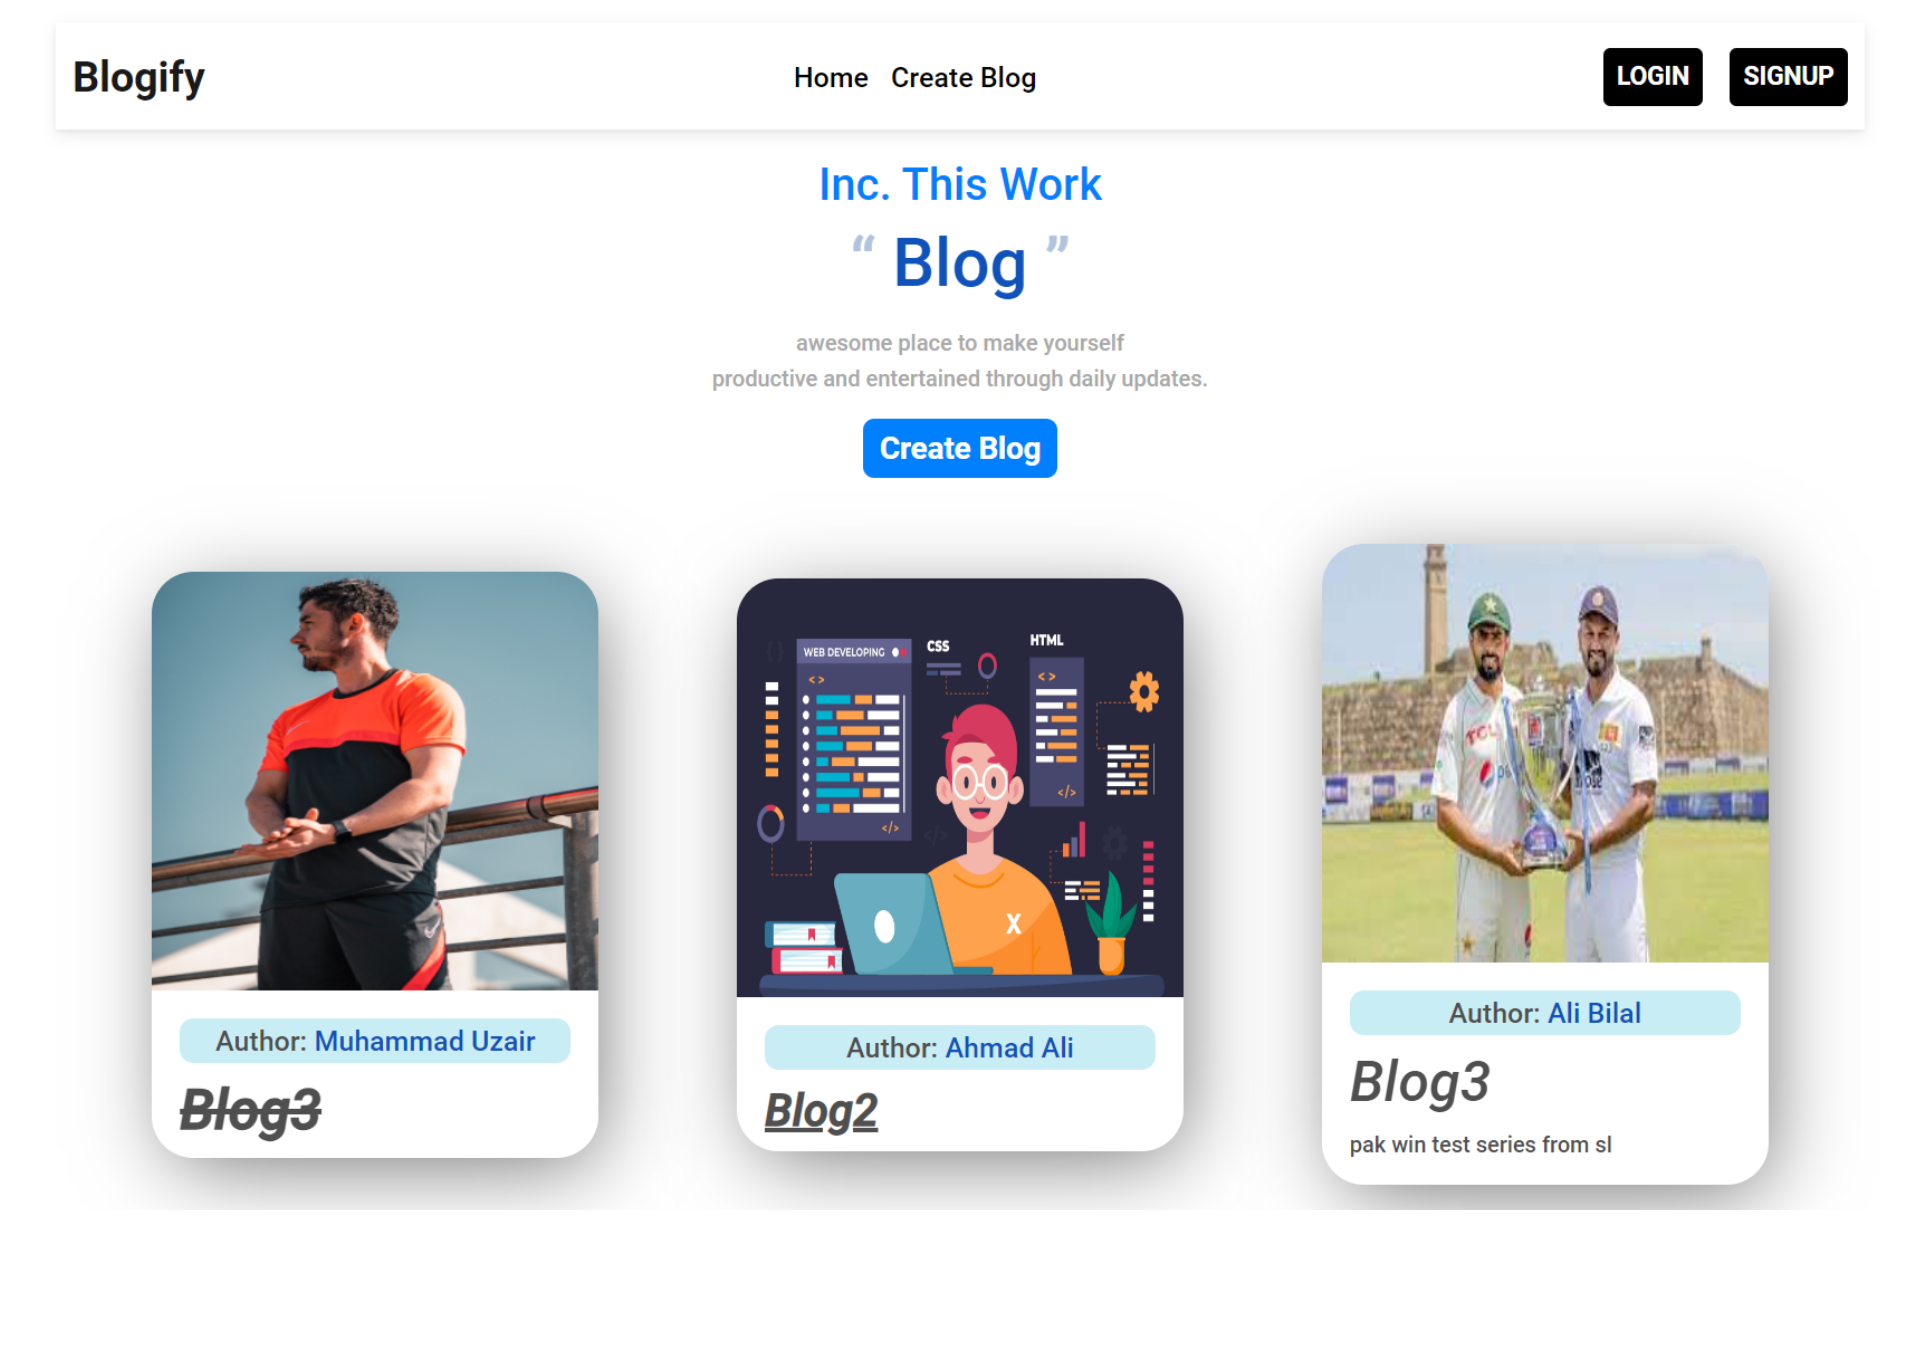 Blogify
Home Create Blog
LOGIN SIGNUP
Inc. This Work
“ Blog ”
awesome place to make yourself
productive and entertained through daily updates.
Create Blog
Author: Muhammad Uzair
Blog3
WEB DEVELOPING
CSS
HTML
< >
< >
</>
</>
</>
X
Author: Ahmad Ali
Blog2
TCL
Author: Ali Bilal
Blog3
pak win test series from sl